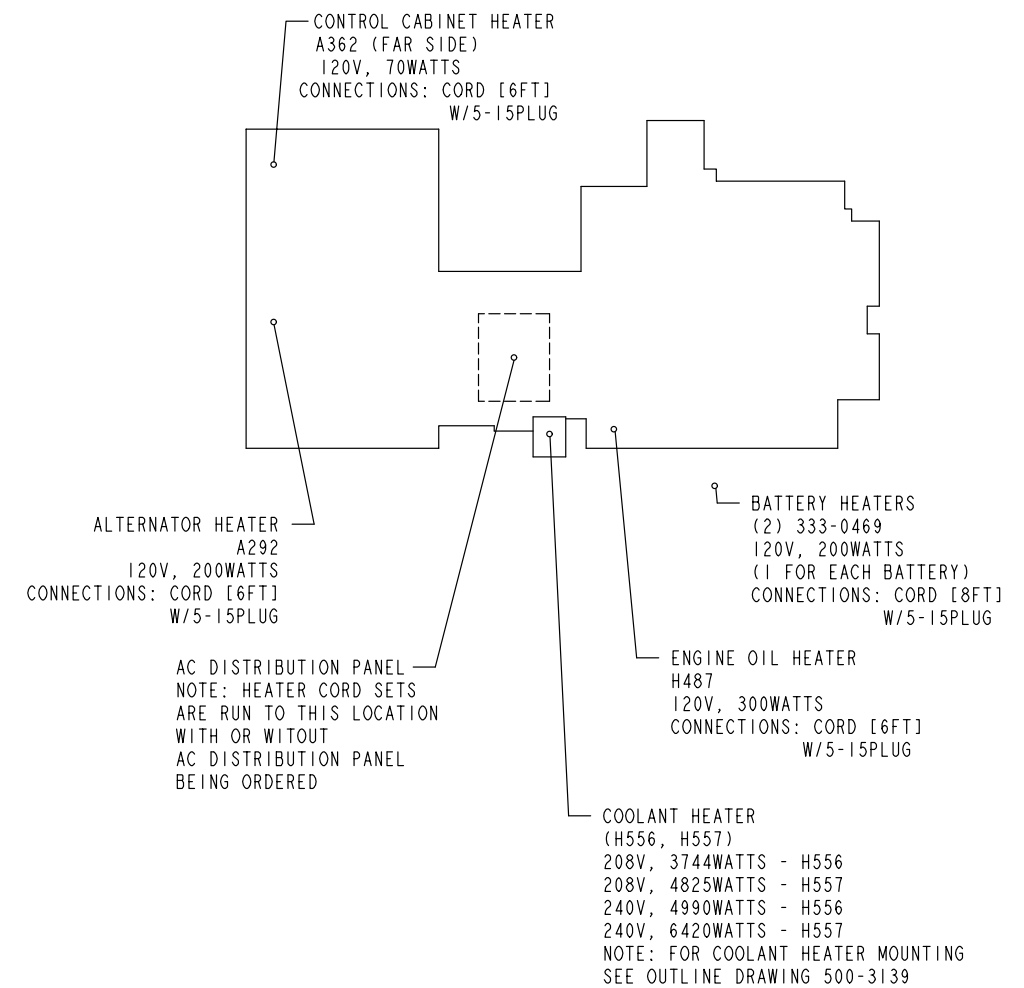 CONTROL CABINET HEATER
A362 (FAR SIDE)
120V, 70WATTS
CONNECTIONS: CORD [6FT]
W/5-15PLUG
ALTERNATOR HEATER
A292
120V, 200WATTS
CONNECTIONS: CORD [6FT]
W/5-15PLUG
BATTERY HEATERS
(2) 333-0469
120V, 200WATTS
(1 FOR EACH BATTERY)
CONNECTIONS: CORD [8FT]
W/5-15PLUG
AC DISTRIBUTION PANEL
NOTE: HEATER CORD SETS
ARE RUN TO THIS LOCATION
WITH OR WITOUT
AC DISTRIBUTION PANEL
BEING ORDERED
ENGINE OIL HEATER
H487
120V, 300WATTS
CONNECTIONS: CORD [6FT]
W/5-15PLUG
COOLANT HEATER
(H556, H557)
208V, 3744WATTS - H556
208V, 4825WATTS - H557
240V, 4990WATTS - H556
240V, 6420WATTS - H557
NOTE: FOR COOLANT HEATER MOUNTING
SEE OUTLINE DRAWING 500-3139